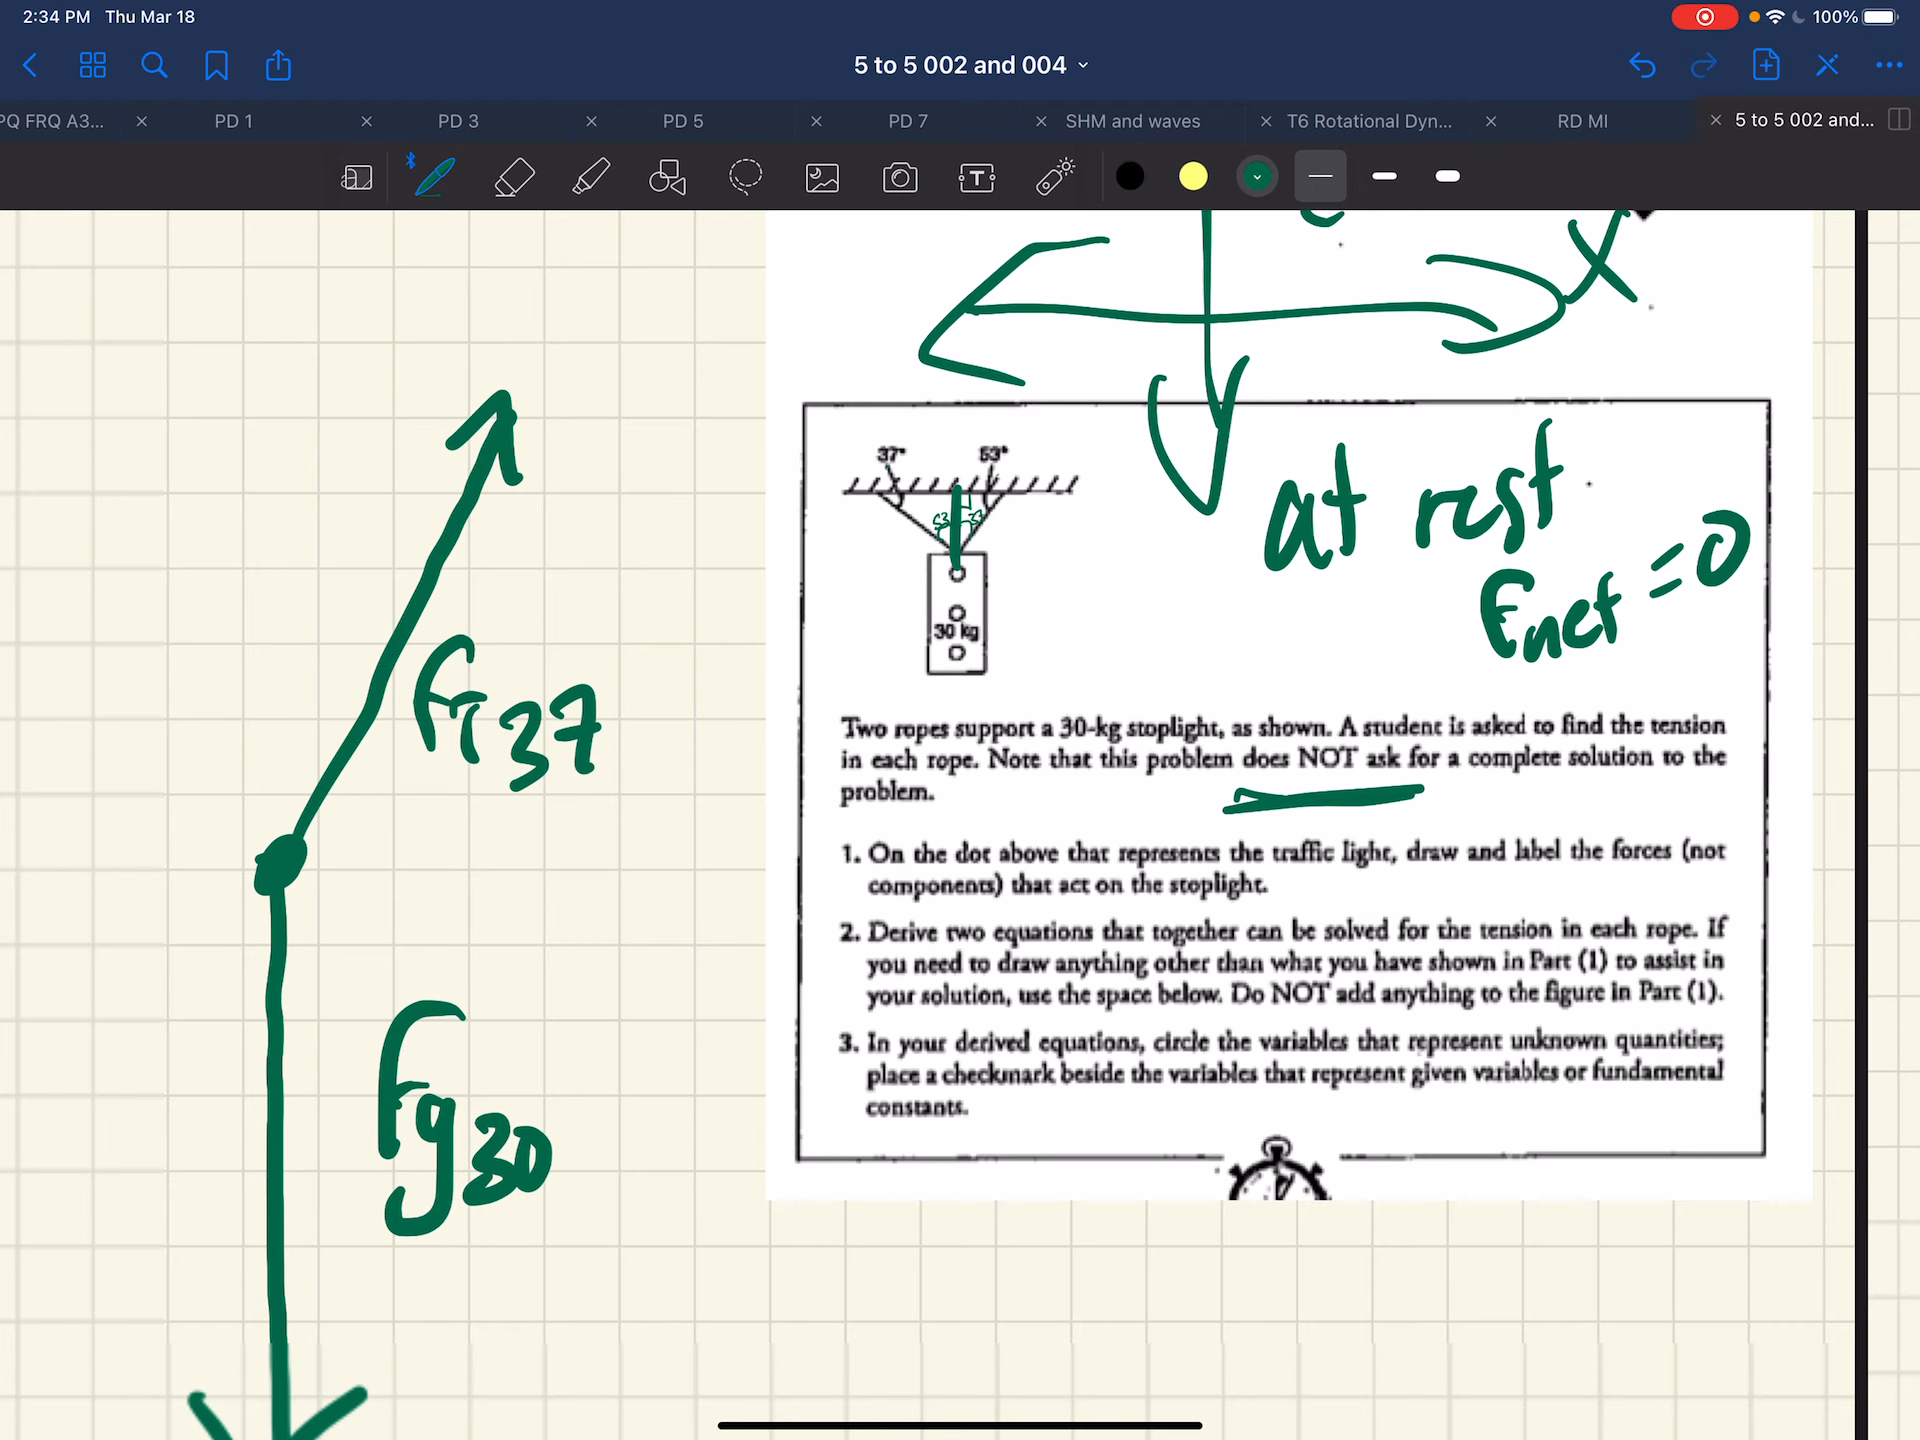 2:34 PM Thu Mar 18
100%
5 to 5 002 and 004
PQ FRQ A3...
PD 1
PD 3
PD 5
PD 7
SHM and waves
T6 Rotational Dyn...
RD MI
5 to 5 002 and...
X
37°
53°
53
37
30 kg
at rest
Fnet = 0
FT37
Fg30
Two ropes support a 30-kg stoplight, as shown. A student is asked to find the tension
in each rope. Note that this problem does NOT ask for a complete solution to the
problem.
1. On the dot above that represents the traffic light, draw and label the forces (not
components) that act on the stoplight.
2. Derive two equations that together can be solved for the tension in each rope. If
you need to draw anything other than what you have shown in Part (1) to assist in
your solution, use the space below. Do NOT add anything to the figure in Part (1).
3. In your derived equations, circle the variables that represent unknown quantities;
place a checkmark beside the variables that represent given variables or fundamental
constants.